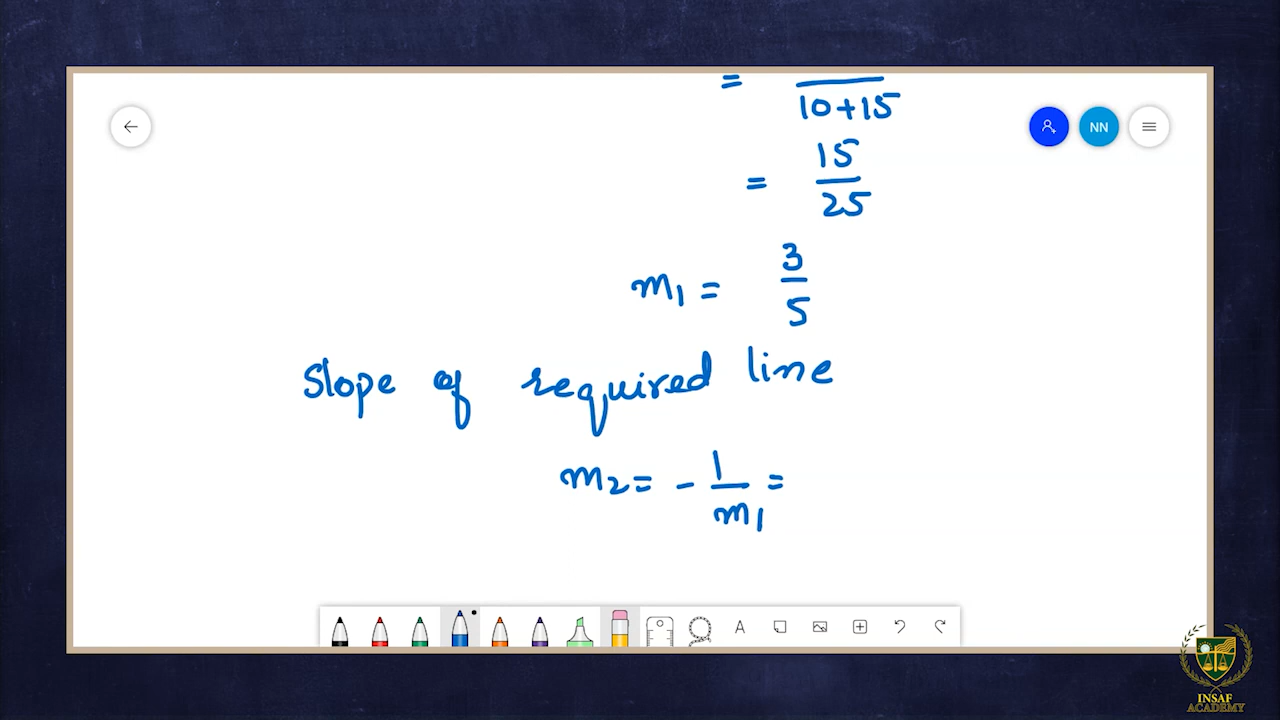 = ——
10+15
= 15/25
m₁ = 3/5
Slope of required line
m₂ = - 1/m₁ =
NN
A
INSAF
ACADEMY